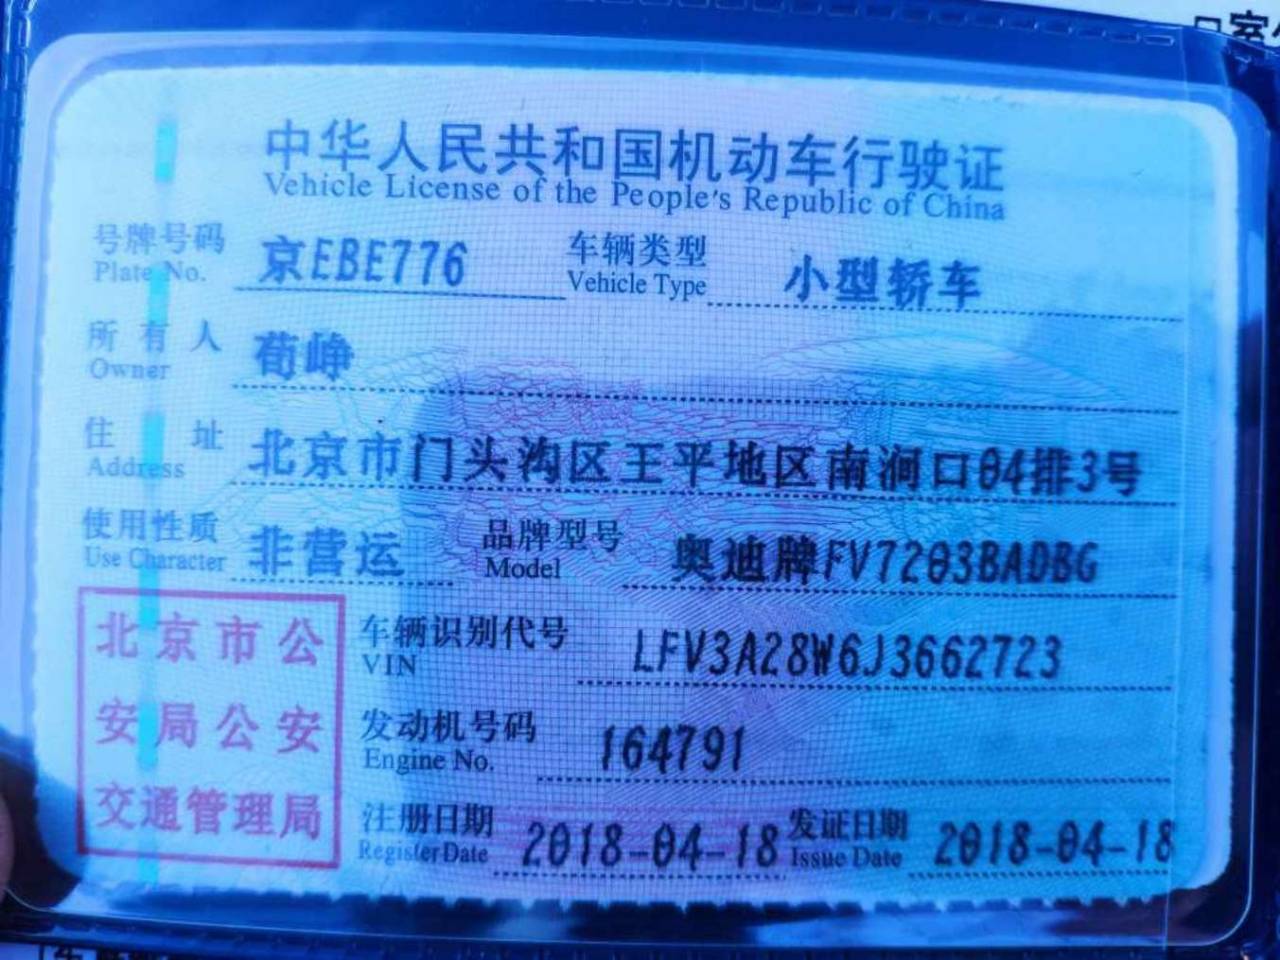 中华人民共和国机动车行驶证
Vehicle License of the People's Republic of China
号牌号码 京EBE776 车辆类型 小型轿车
Plate No. Vehicle Type
所有人 荀峥
Owner
住址 北京市门头沟区王平地区南涧口04排3号
Address
使用性质 非营运 品牌型号 奥迪牌FV7203BADBG
Use Character Model
北京市公
安局公安
交通管理局
车辆识别代号 LFV3A28W6J3662723
VIN
发动机号码 164791
Engine No.
注册日期 2018-04-18 发证日期 2018-04-18
Register Date Issue Date